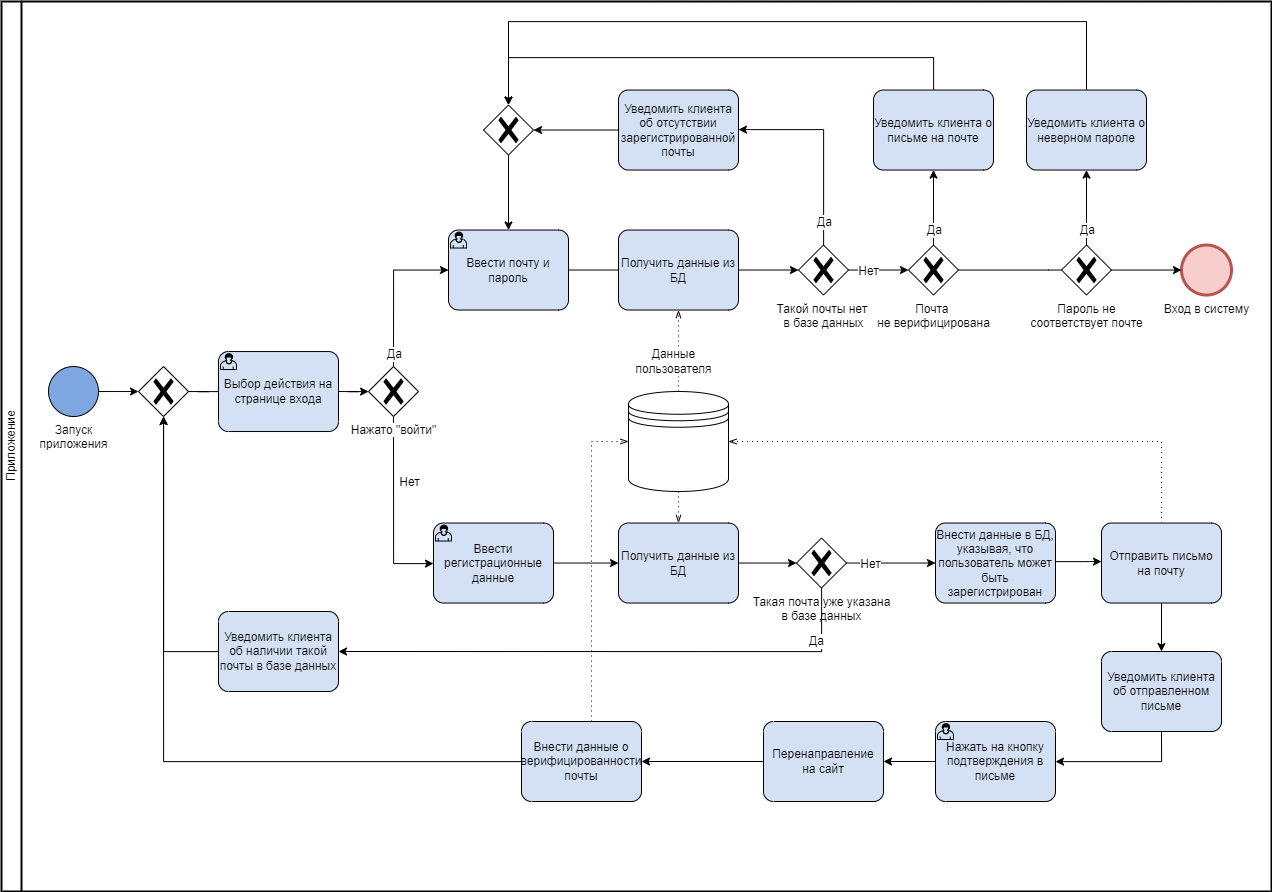 Приложение
Уведомить клиента
об отсутствии
зарегистрированной
почты
Уведомить клиента о
письме на почте
Уведомить клиента о
неверном пароле
Да
Да
Да
Ввести почту и
пароль
Получить данные из
БД
Нет
Такой почты нет
в базе данных
Почта
не верифицирована
Пароль не
соответствует почте
Вход в систему
Данные
пользователя
Да
Выбор действия на
странице входа
Запуск
приложения
Нажато "войти"
Нет
Ввести
регистрационные
данные
Получить данные из
БД
Нет
Такая почта уже указана
в базе данных
Да
Внести данные в БД,
указывая, что
пользователь может
быть
зарегистрирован
Отправить письмо
на почту
Уведомить клиента
об наличии такой
почты в базе данных
Уведомить клиента
об отправленном
письме
Внести данные о
верифицированности
почты
Перенаправление
на сайт
Нажать на кнопку
подтверждения в
письме